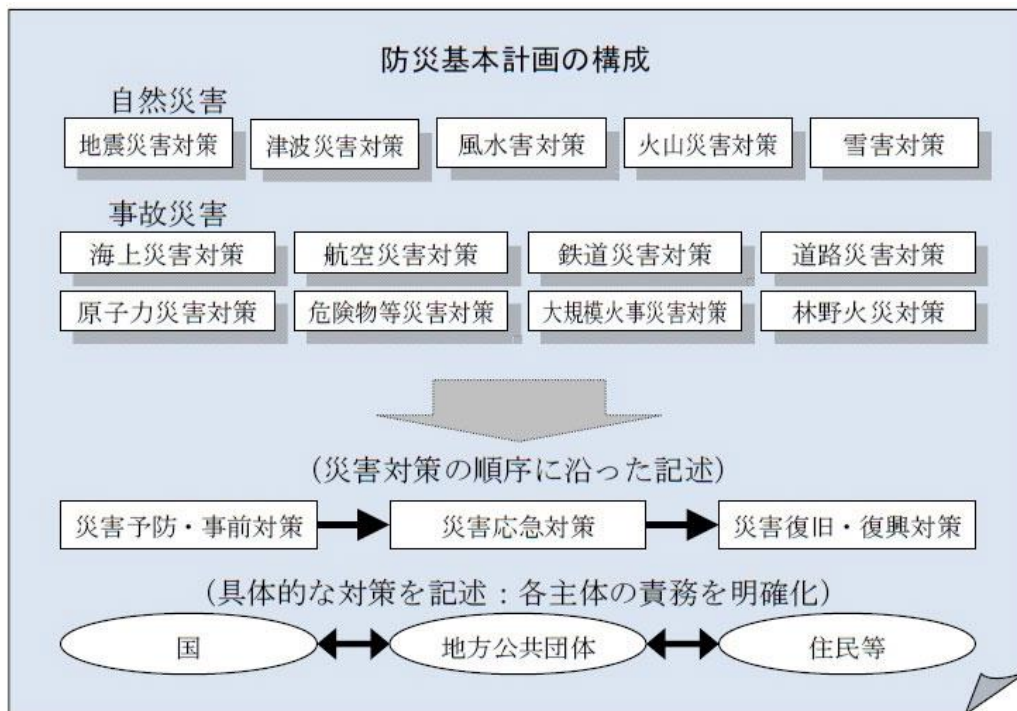 防災基本計画の構成
自然災害
地震災害対策 津波災害対策 風水害対策 火山災害対策 雪害対策
事故災害
海上災害対策 航空災害対策 鉄道災害対策 道路災害対策
原子力災害対策 危険物等災害対策 大規模火事災害対策 林野火災対策
(災害対策の順序に沿った記述)
災害予防・事前対策 災害応急対策 災害復旧・復興対策
(具体的な対策を記述：各主体の責務を明確化)
国 地方公共団体 住民等